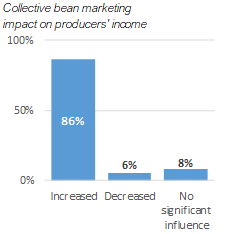 Collective bean marketing
impact on producers' income
100%
50%
0%
86%
6%
8%
Increased
Decreased
No
significant
influence